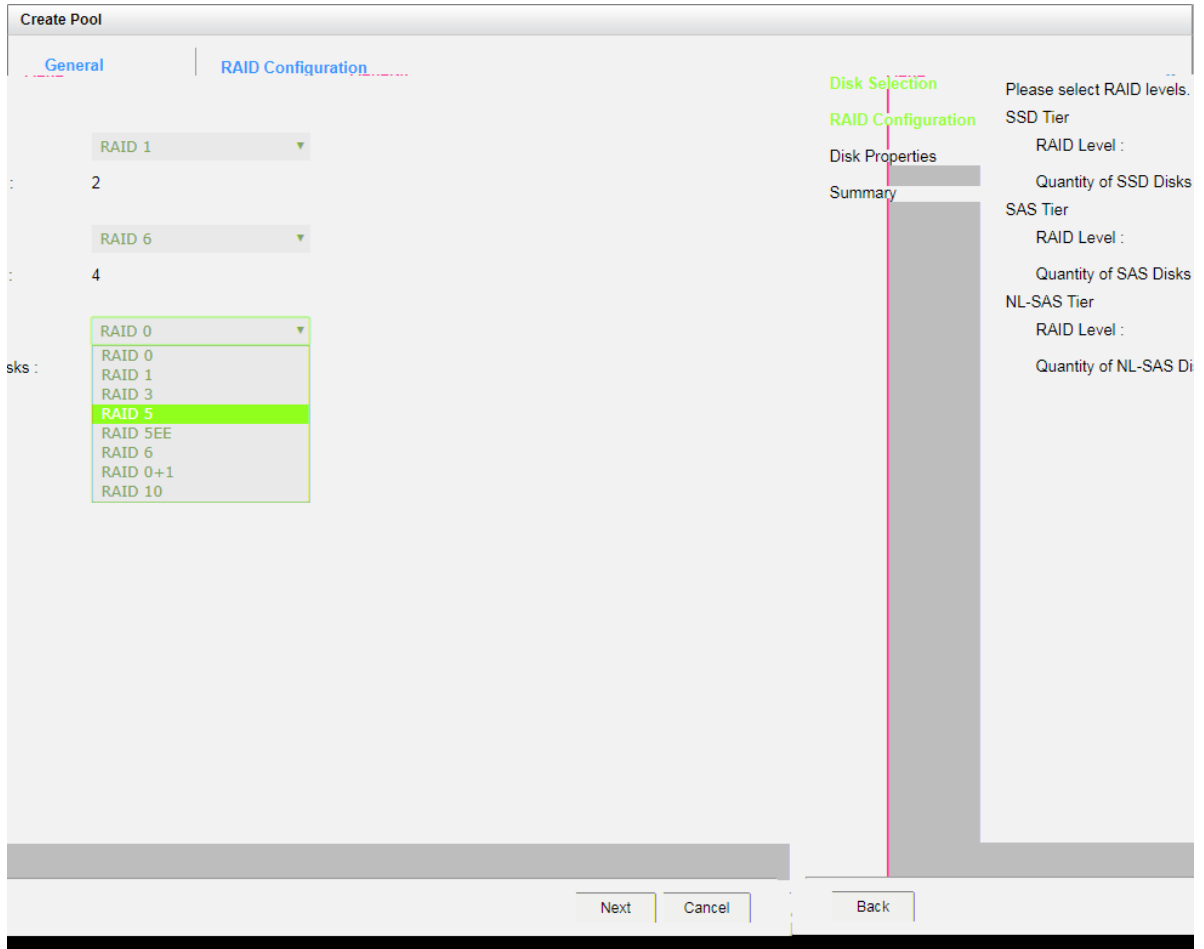 Create Pool
General
RAID Configuration
RAID 1
: 2
RAID 6
: 4
RAID 0
sks :
RAID 0
RAID 1
RAID 3
RAID 5
RAID 5EE
RAID 6
RAID 0+1
RAID 10
Disk Selection
RAID Configuration
Disk Properties
Summary
Please select RAID levels.
SSD Tier
RAID Level :
Quantity of SSD Disks
SAS Tier
RAID Level :
Quantity of SAS Disks
NL-SAS Tier
RAID Level :
Quantity of NL-SAS Di
Next
Cancel
Back